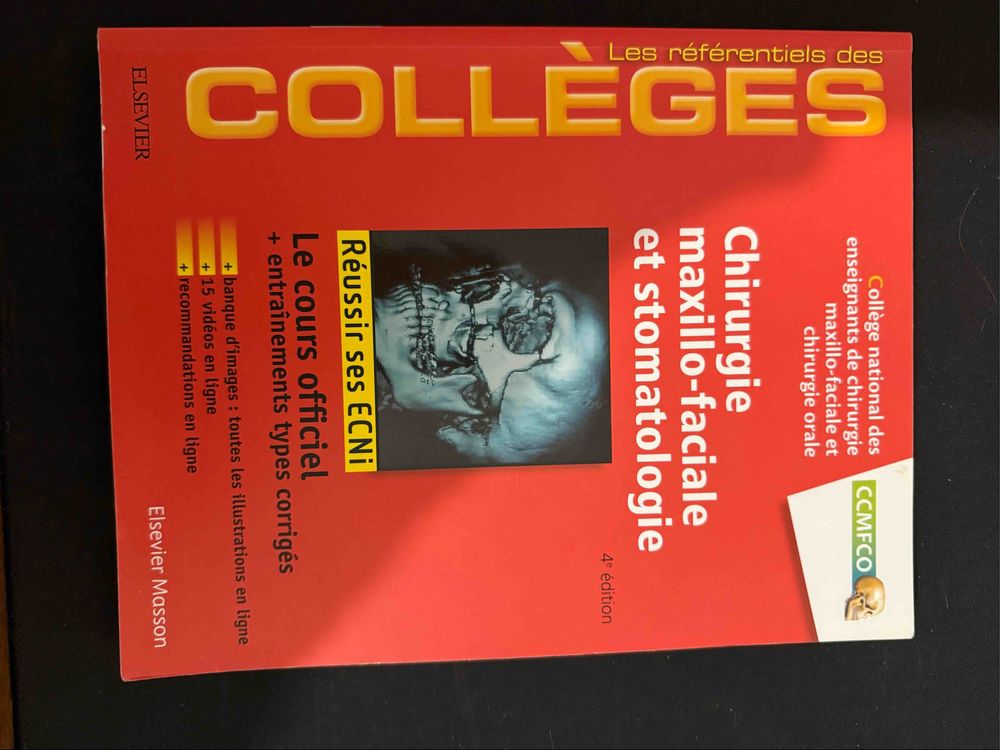 Les référentiels des
COLLÈGES
Collège national des
enseignants de chirurgie
maxillo-faciale et
chirurgie orale
CCMFCO
Chirurgie
maxillo-faciale
et stomatologie
4e édition
Réussir ses ECNi
Le cours officiel
+ entraînements types corrigés
+ banque d'images : toutes les illustrations en ligne
+ 15 vidéos en ligne
+ recommandations en ligne
ELSEVIER
Elsevier Masson